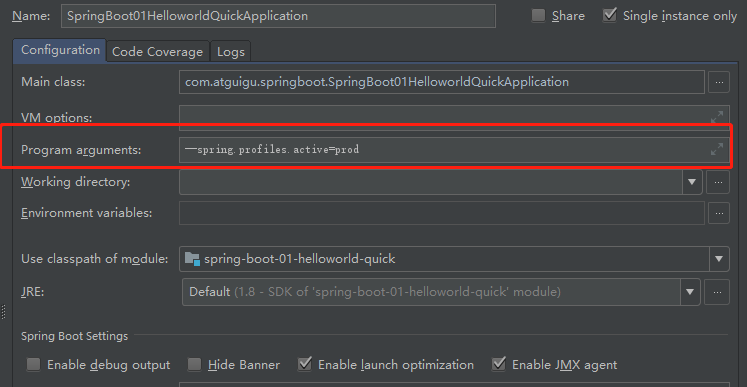 Name: SpringBoot01HelloworldQuickApplication Share Single instance only
Configuration Code Coverage Logs
Main class: com.atguigu.springboot.SpringBoot01HelloworldQuickApplication ...
VM options:
Program arguments: --spring.profiles.active=prod
Working directory: ...
Environment variables: ...
Use classpath of module: spring-boot-01-helloworld-quick
JRE: Default (1.8 - SDK of 'spring-boot-01-helloworld-quick' module) ...
Spring Boot Settings
Enable debug output Hide Banner Enable launch optimization Enable JMX agent